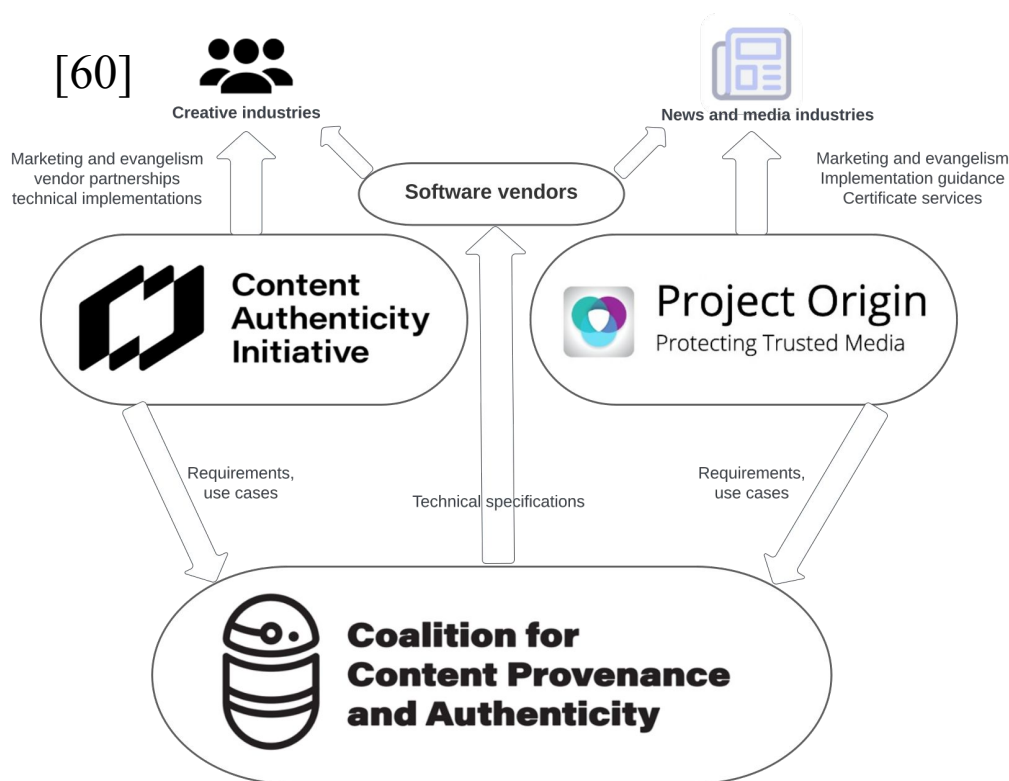 [60]
Creative industries
News and media industries
Marketing and evangelism
vendor partnerships
technical implementations
Software vendors
Marketing and evangelism
Implementation guidance
Certificate services
Content
Authenticity
Initiative
Project Origin
Protecting Trusted Media
Requirements,
use cases
Technical specifications
Requirements,
use cases
Coalition for
Content Provenance
and Authenticity